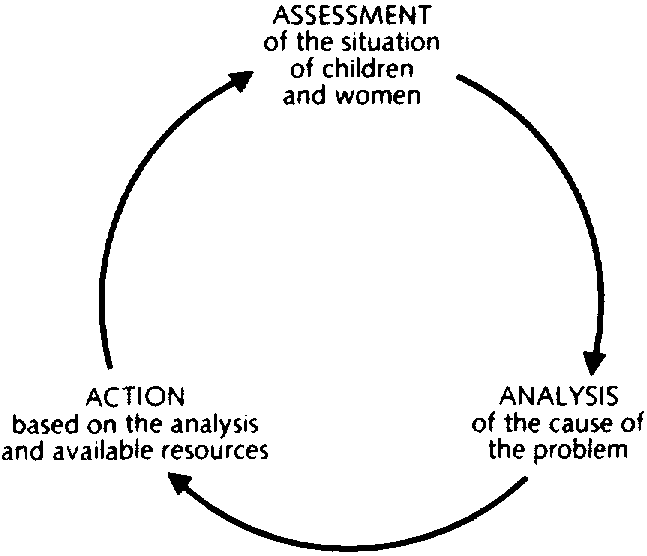 ASSESSMENT
of the situation
of children
and women
ANALYSIS
of the cause of
the problem
ACTION
based on the analysis
and available resources